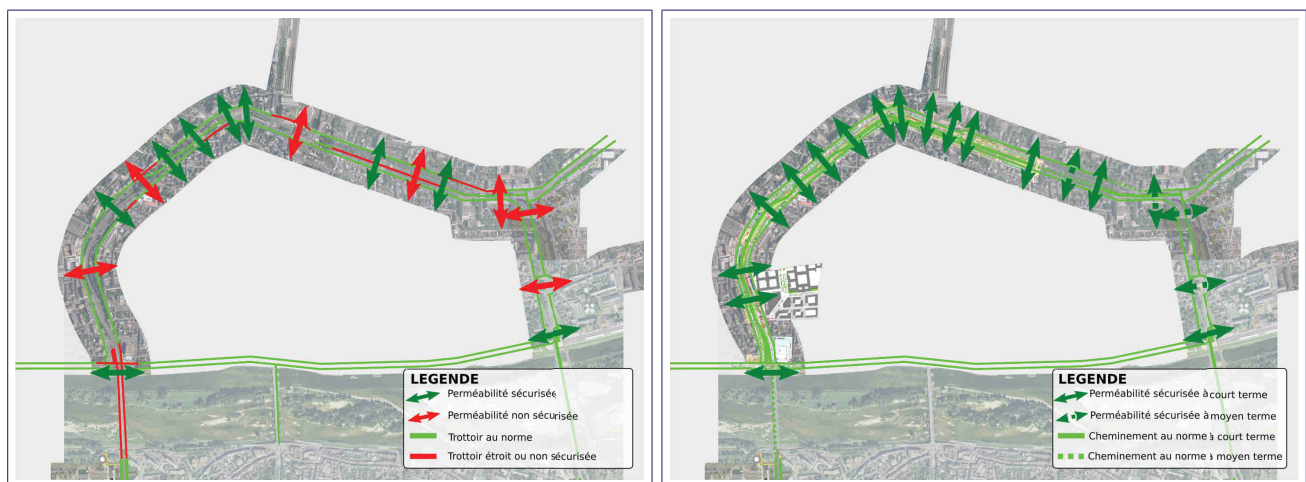 LEGENDE
Perméabilité sécurisée
Perméabilité non sécurisée
Trottoir au norme
Trottoir étroit ou non sécurisée
LEGENDE
Perméabilité sécurisée à court terme
Perméabilité sécurisée à moyen terme
Cheminement au norme à court terme
Cheminement au norme à moyen terme